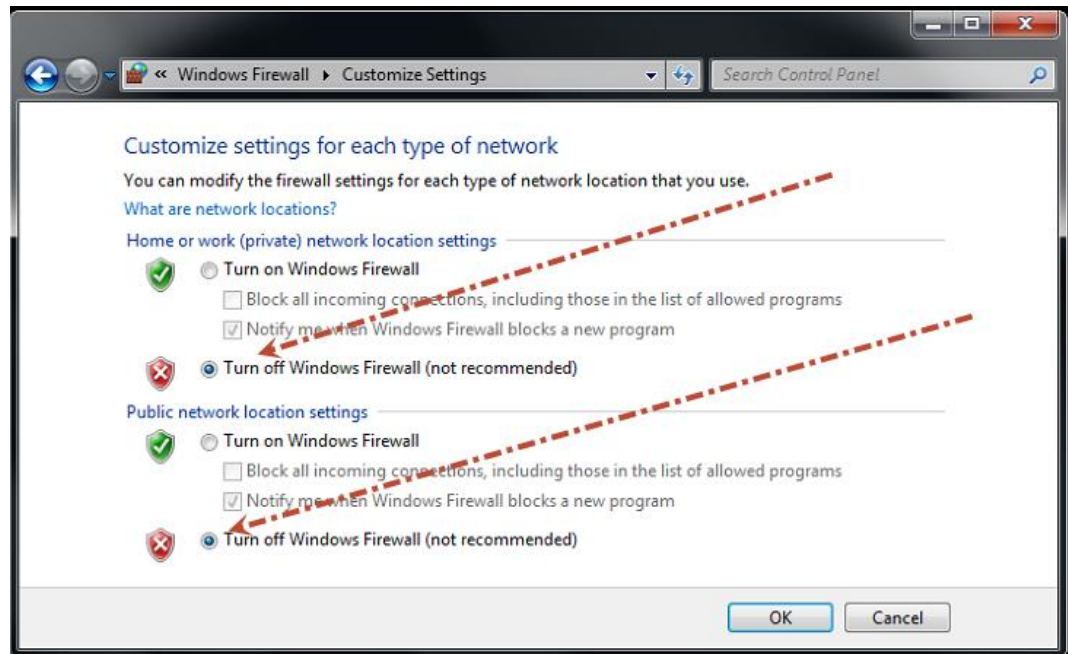 « Windows Firewall ▸ Customize Settings
Search Control Panel
Customize settings for each type of network
You can modify the firewall settings for each type of network location that you use.
What are network locations?
Home or work (private) network location settings
Turn on Windows Firewall
Block all incoming connections, including those in the list of allowed programs
Notify me when Windows Firewall blocks a new program
Turn off Windows Firewall (not recommended)
Public network location settings
Turn on Windows Firewall
Block all incoming connections, including those in the list of allowed programs
Notify me when Windows Firewall blocks a new program
Turn off Windows Firewall (not recommended)
OK Cancel